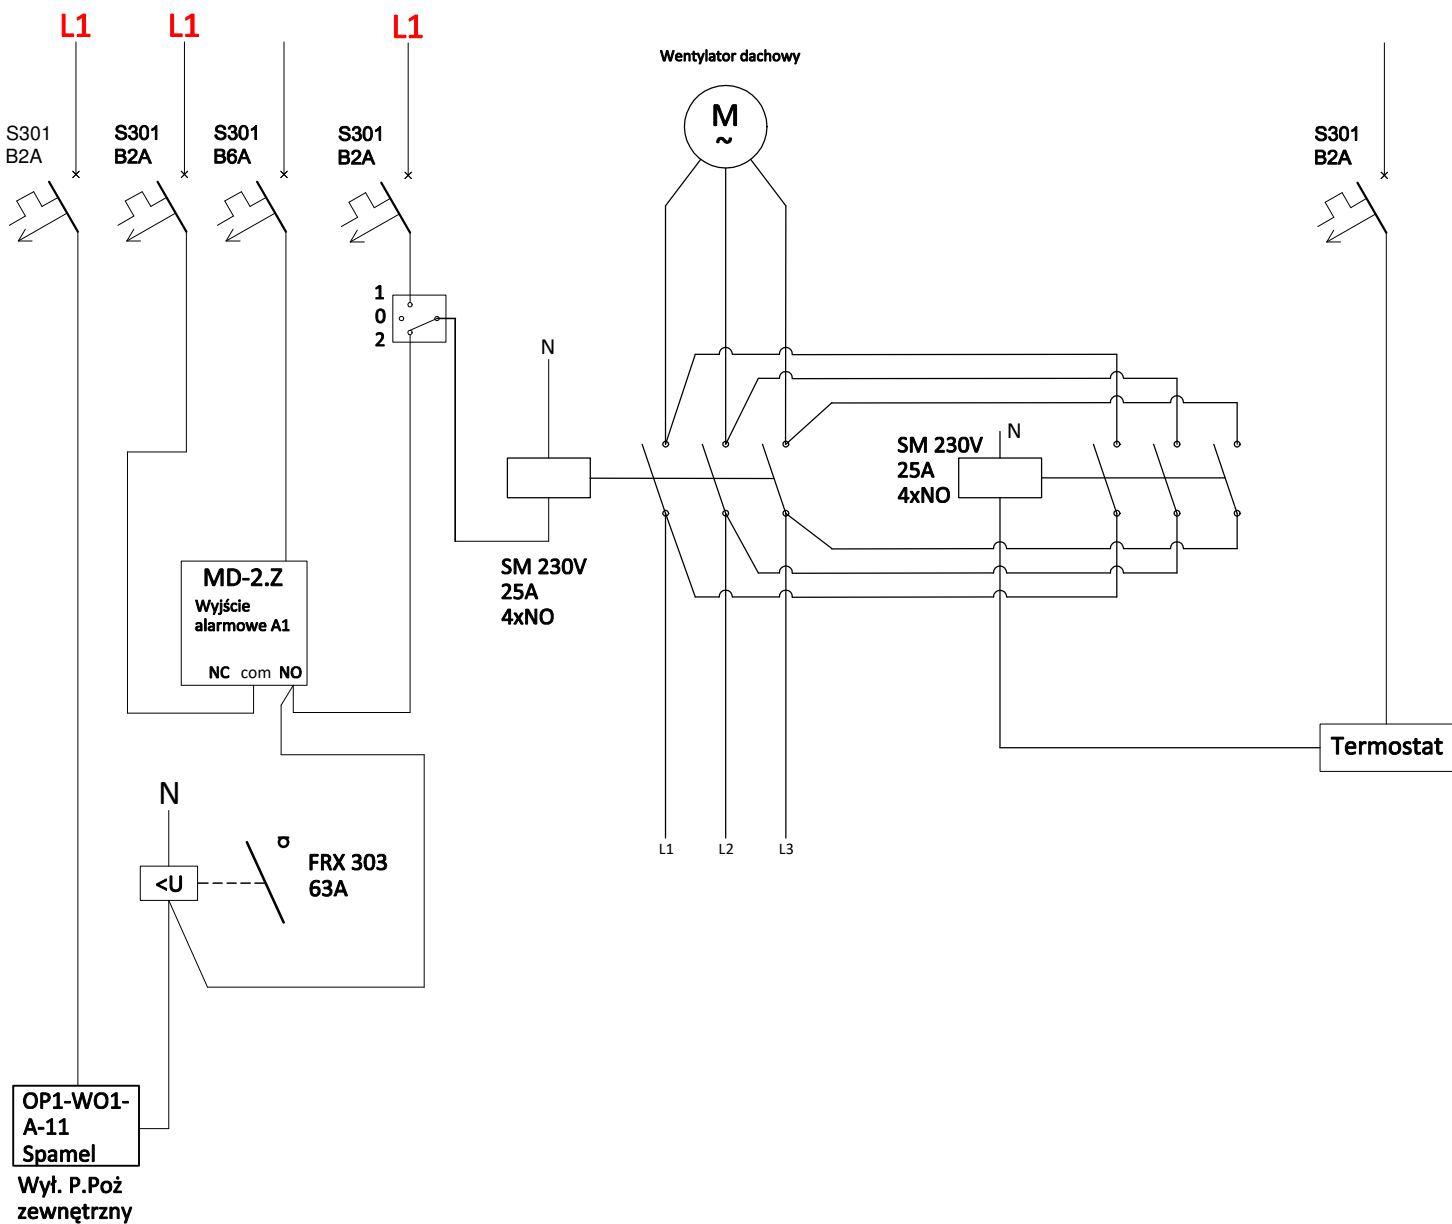 L1
L1
L1
Wentylator dachowy
M
~
S301
B2A
S301
B2A
S301
B6A
S301
B2A
S301
B2A
1
0
2
N
N
SM 230V
25A
4xNO
SM 230V
25A
4xNO
MD-2.Z
Wyjście
alarmowe A1
NC com NO
Termostat
N
<U
FRX 303
63A
L1
L2
L3
OP1-WO1-
A-11
Spamel
Wył. P.Poż
zewnętrzny